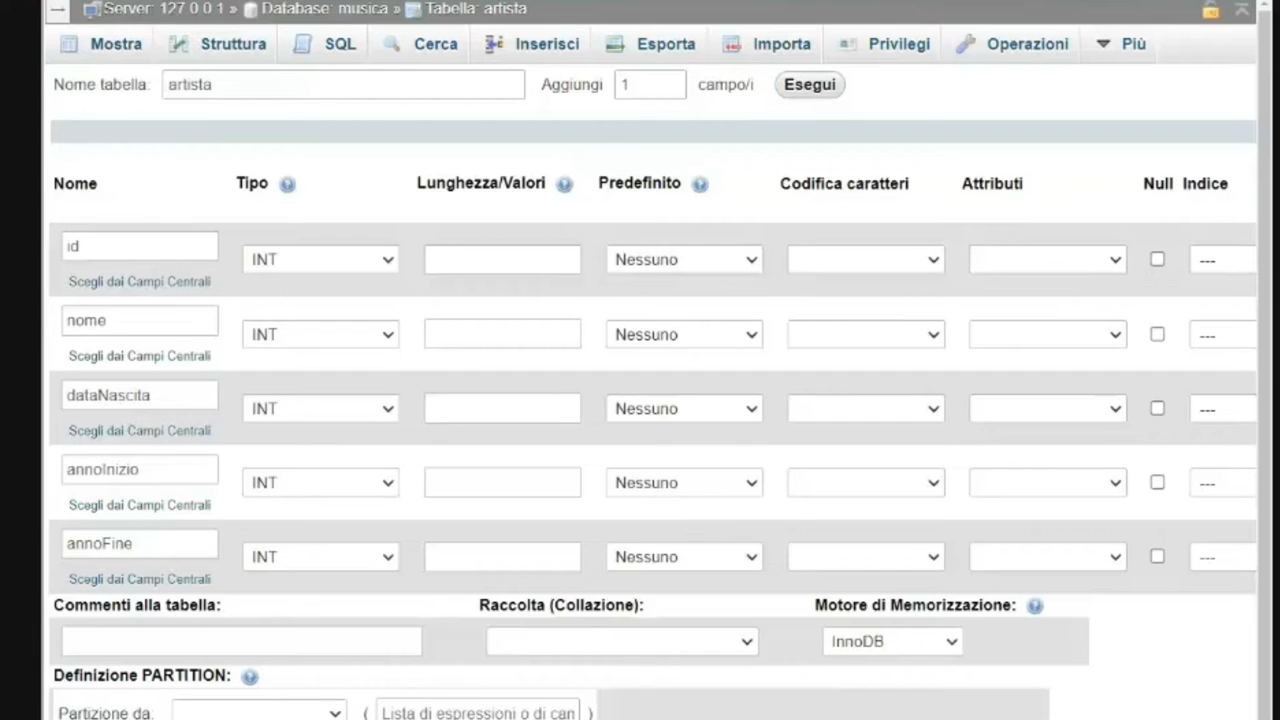 Server: 127.0.0.1 » Database: musica » Tabella: artista
Mostra Struttura SQL Cerca Inserisci Esporta Importa Privilegi Operazioni Più
Nome tabella: artista Aggiungi 1 campo/i Esegui
Nome Tipo Lunghezza/Valori Predefinito Codifica caratteri Attributi Null Indice
id INT Nessuno ---
Scegli dai Campi Centrali
nome INT Nessuno ---
Scegli dai Campi Centrali
dataNascita INT Nessuno ---
Scegli dai Campi Centrali
annoInizio INT Nessuno ---
Scegli dai Campi Centrali
annoFine INT Nessuno ---
Scegli dai Campi Centrali
Commenti alla tabella: Raccolta (Collazione): Motore di Memorizzazione:
InnoDB
Definizione PARTITION:
Partizione da: ( Lista di espressioni o di can )